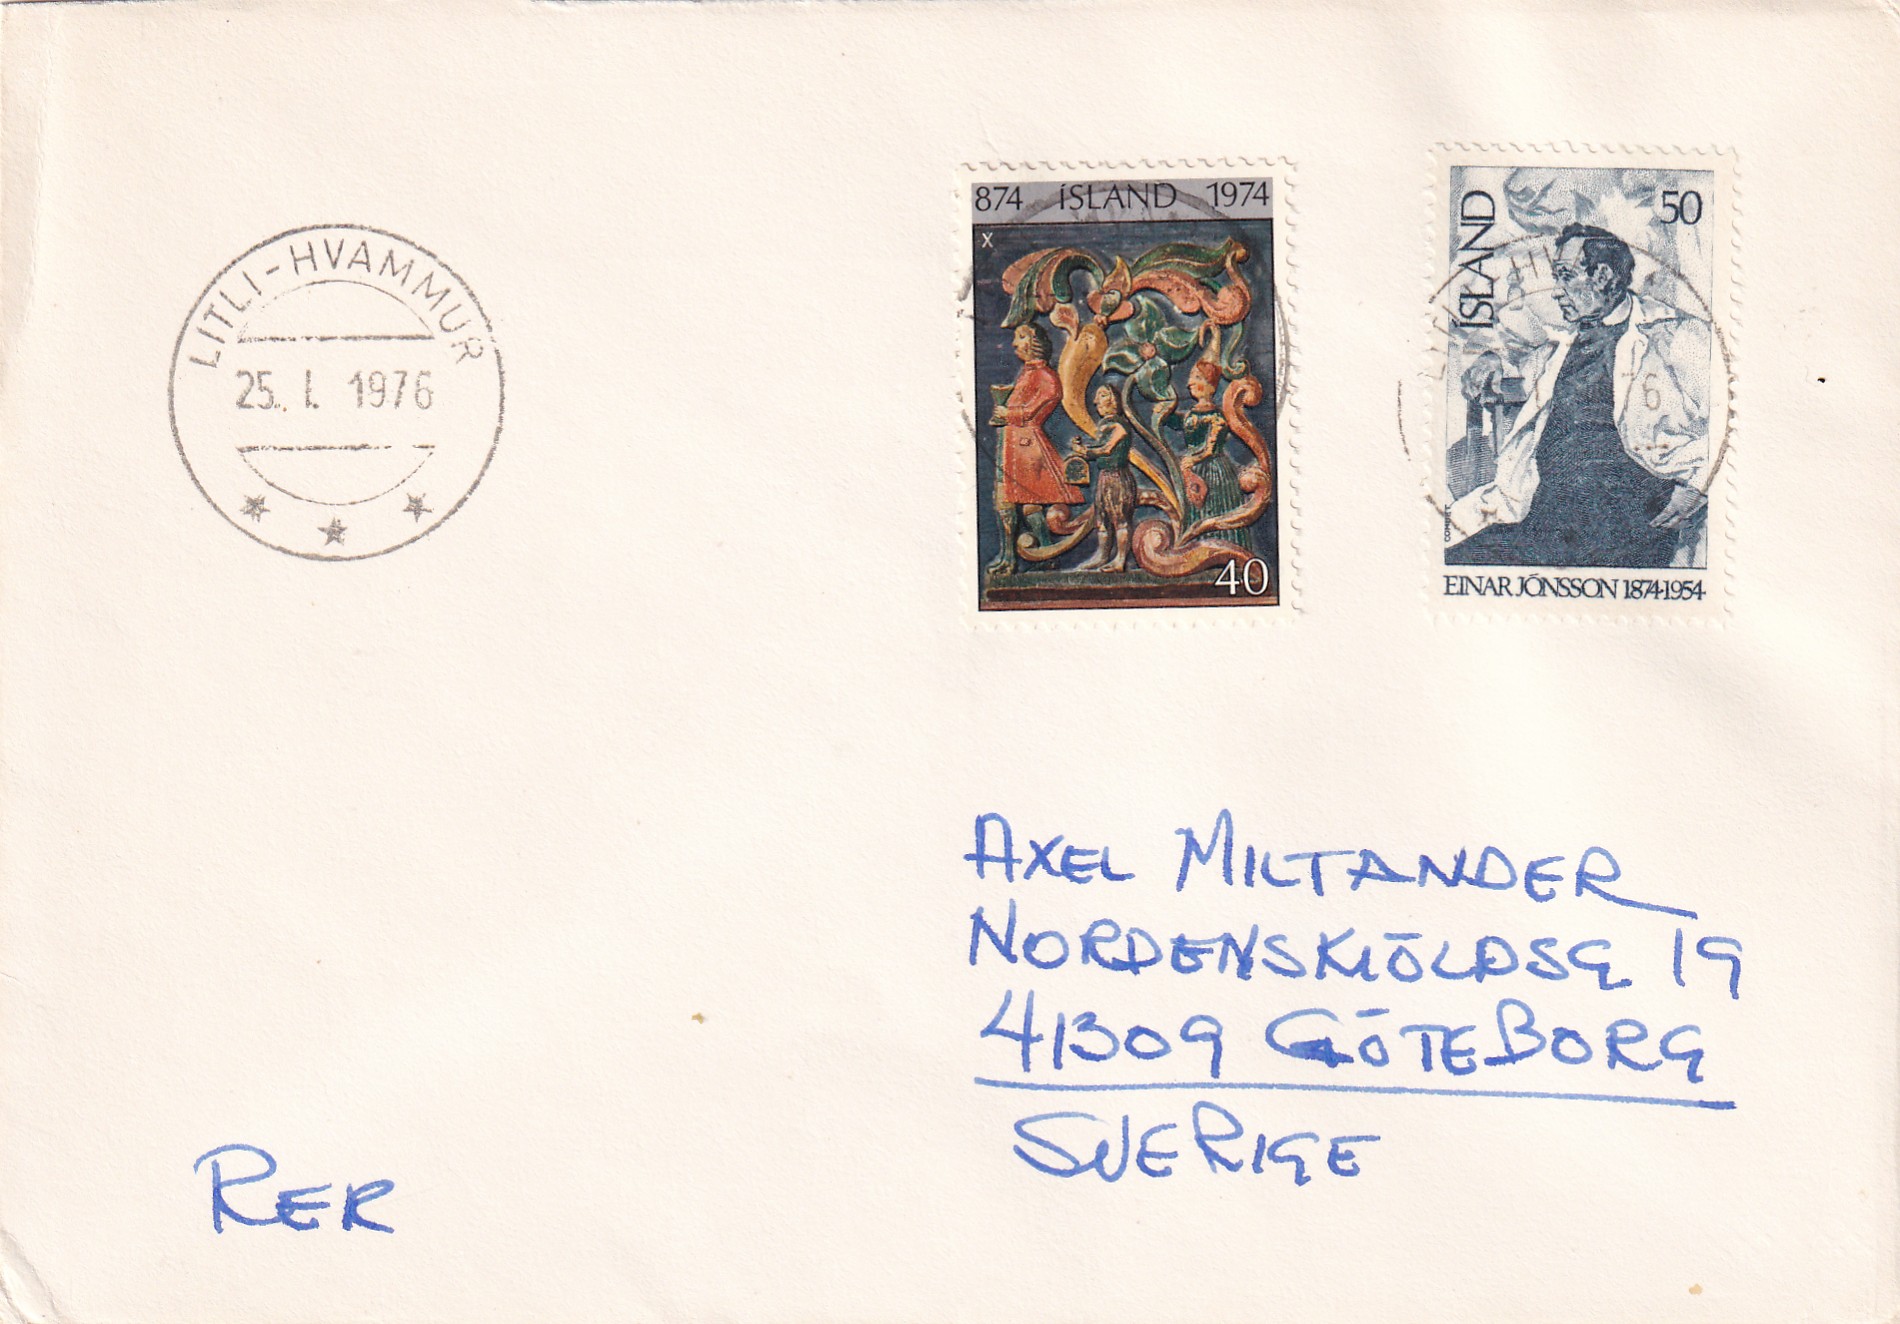 LITLI-HVAMMUR
25. I. 1976
874 ÍSLAND 1974
X
40
ÍSLAND
50
EINAR JÓNSSON 1874-1954
AXEL MILTANDER
NORDENSKIÖLDSG 19
41309 GÖTEBORG
SVERIGE
RER